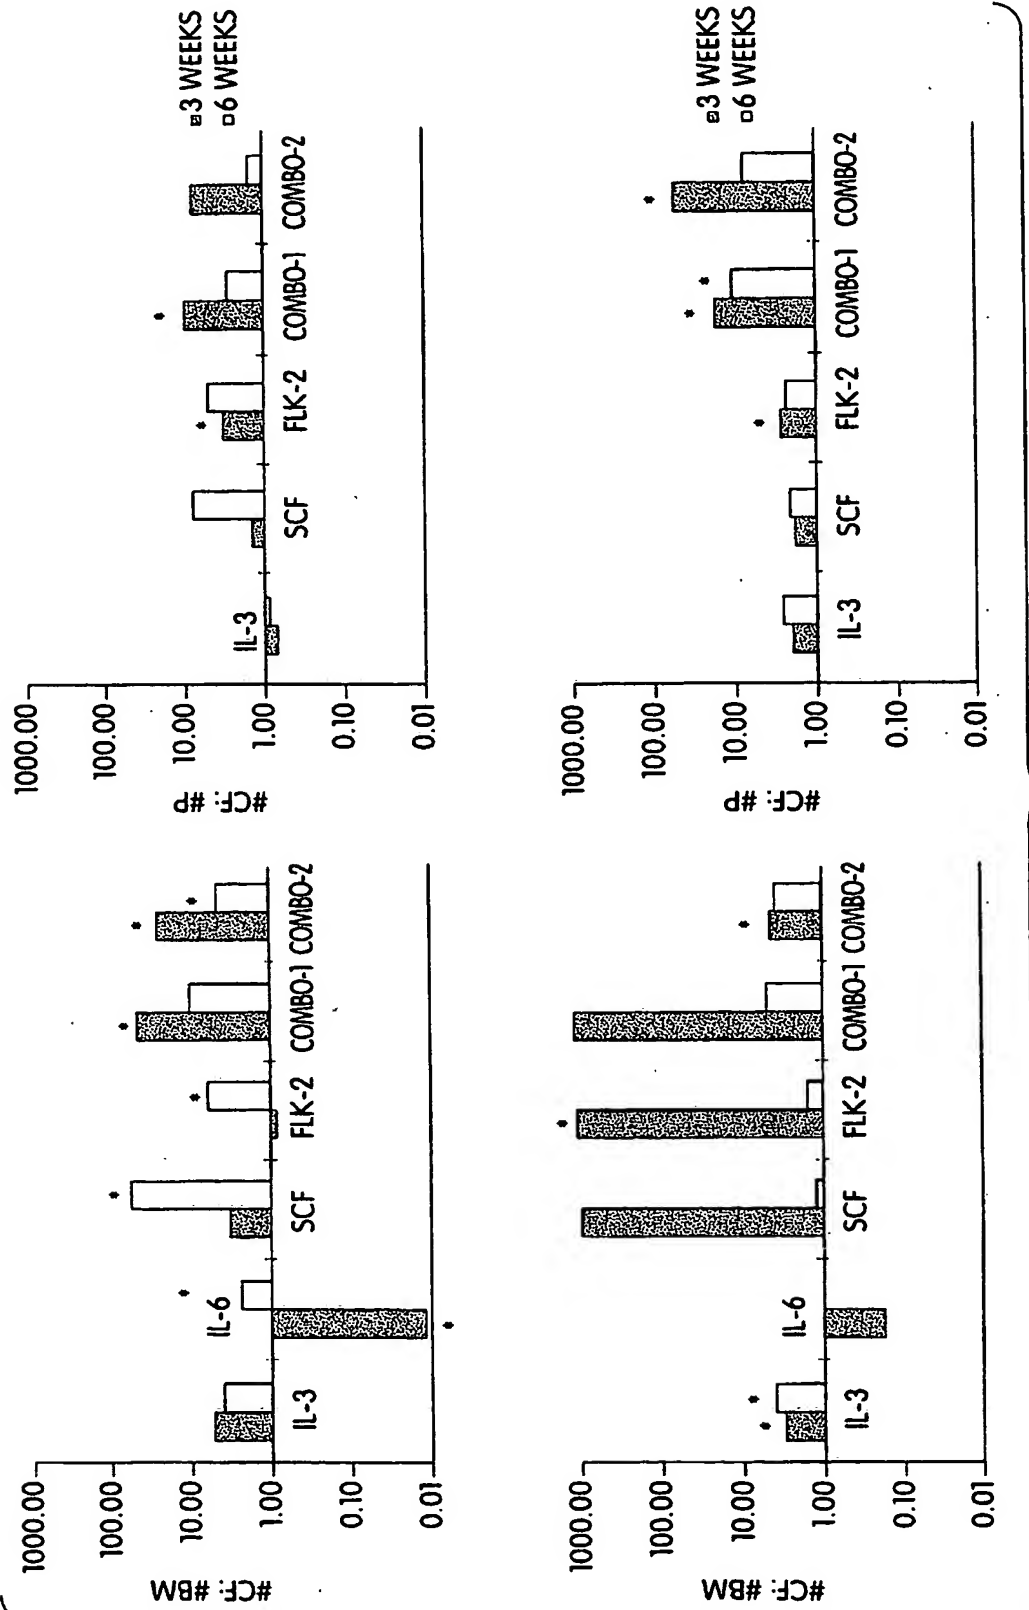 1000.00
100.00
10.00
1.00
0.10
0.01
#CF: #BM
IL-3
IL-6
SCF
FLK-2
COMBO-1
COMBO-2
*
*
*
*
*
*
*
1000.00
100.00
10.00
1.00
0.10
0.01
#CF: #P
IL-3
SCF
FLK-2
COMBO-1
COMBO-2
*
*
3 WEEKS
6 WEEKS
1000.00
100.00
10.00
1.00
0.10
0.01
#CF: #BM
IL-3
IL-6
SCF
FLK-2
COMBO-1
COMBO-2
*
*
*
*
1000.00
100.00
10.00
1.00
0.10
0.01
#CF: #P
IL-3
SCF
FLK-2
COMBO-1
COMBO-2
*
*
*
*
3 WEEKS
6 WEEKS